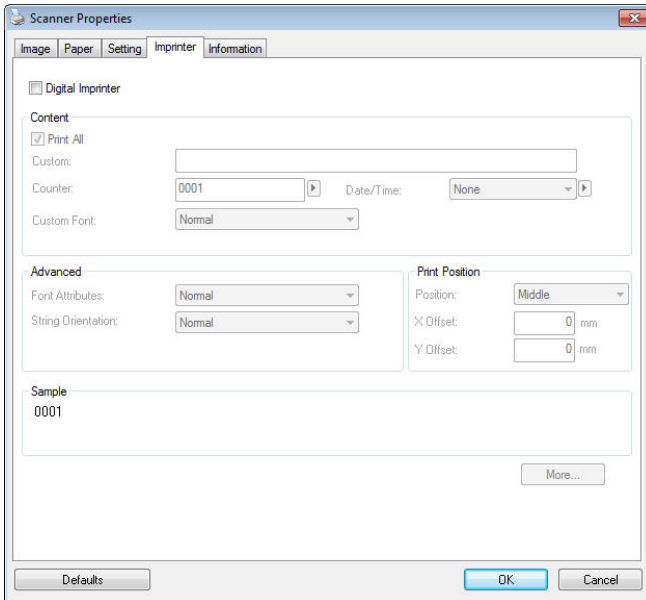 Scanner Properties
Image Paper Setting Imprinter Information
Digital Imprinter
Content
Print All
Custom:
Counter: 0001 Date/Time: None
Custom Font: Normal
Advanced
Font Attributes: Normal
String Orientation: Normal
Print Position
Position: Middle
X Offset: 0 mm
Y Offset: 0 mm
Sample
0001
More...
Defaults OK Cancel